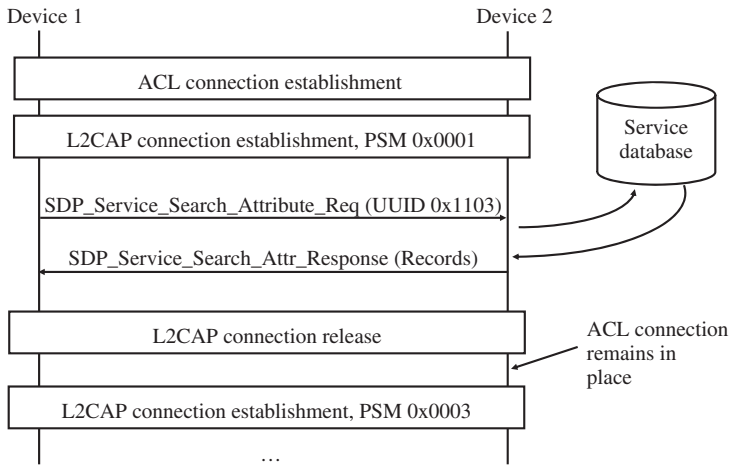 Device 1
Device 2
ACL connection establishment
L2CAP connection establishment, PSM 0x0001
Service
database
SDP_Service_Search_Attribute_Req (UUID 0x1103)
SDP_Service_Search_Attr_Response (Records)
L2CAP connection release
ACL connection
remains in
place
L2CAP connection establishment, PSM 0x0003
…